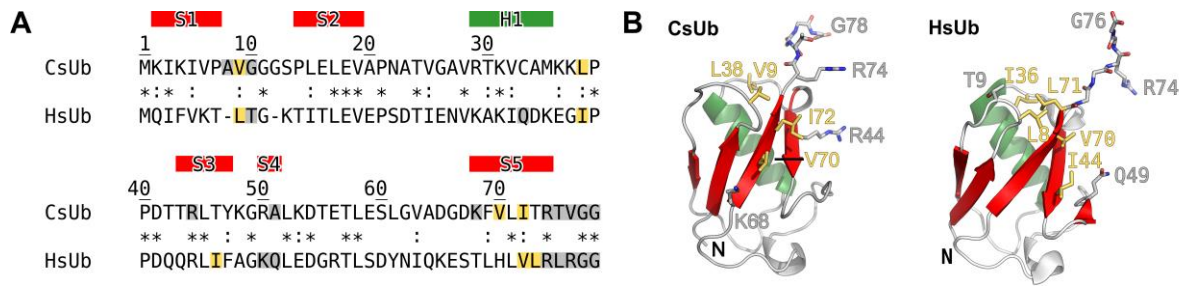 A
S1 S2 H1
1 10 20 30
CsUb MKIKIVPAVGGGSPLELEVAPNATVGAVRTKVCAMKKLP
*:* :   : *   : *** *  *:  *: *:     :*
HsUb MQIFVKT-LTG-KTITLEVEPSDTIENVKAKIQDKEGIP
S3 S4 S5
40 50 60 70
CsUb PDTTRLTYKGRALKDTETLESLGVADGDKFVLITRTVGG
**  ** : *: *:*  **    :     : *: *  **
HsUb PDQQRLIFAGKQLEDGRTLSDYNIQKESTLHLVLRLRGG
B
CsUb
G78
L38 V9 R74
I72
R44
V70
K68
N
HsUb
G76
T9 I36 L71 R74
L8 V70
I44
Q49
N